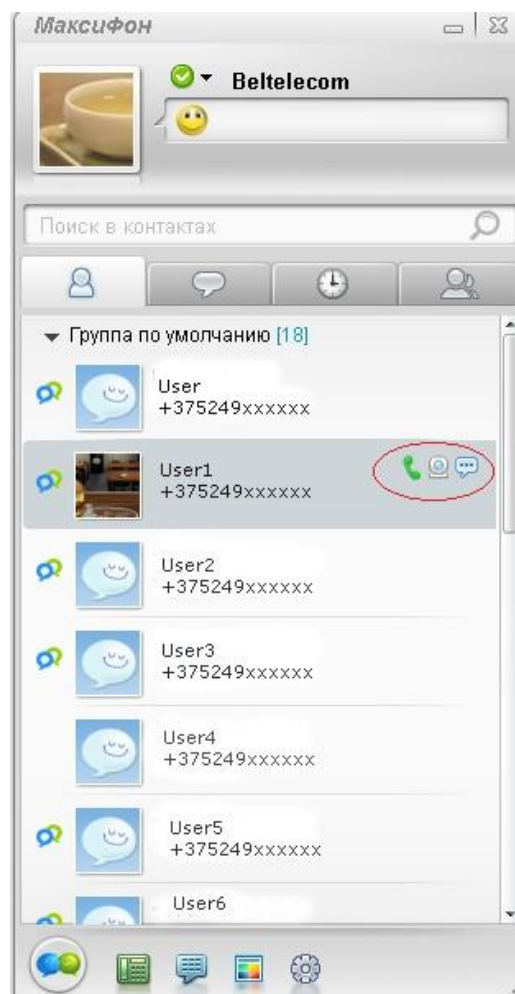 Максифон
Beltelecom
Поиск в контактах
Группа по умолчанию [18]
User
+375249xxxxxx
User1
+375249xxxxxx
User2
+375249xxxxxx
User3
+375249xxxxxx
User4
+375249xxxxxx
User5
+375249xxxxxx
User6